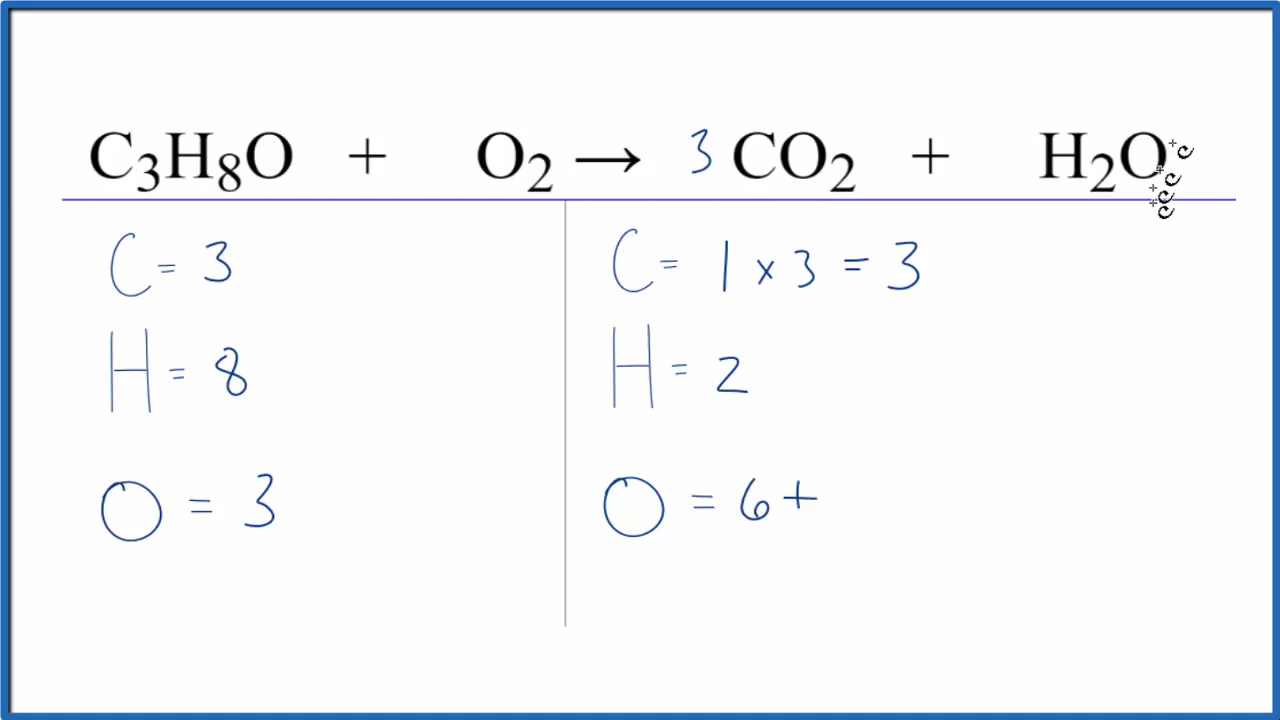 C₃H₈O + O₂ → 3 CO₂ + H₂O
C = 3
C = 1 x 3 = 3
H = 8
H = 2
O = 3
O = 6 +